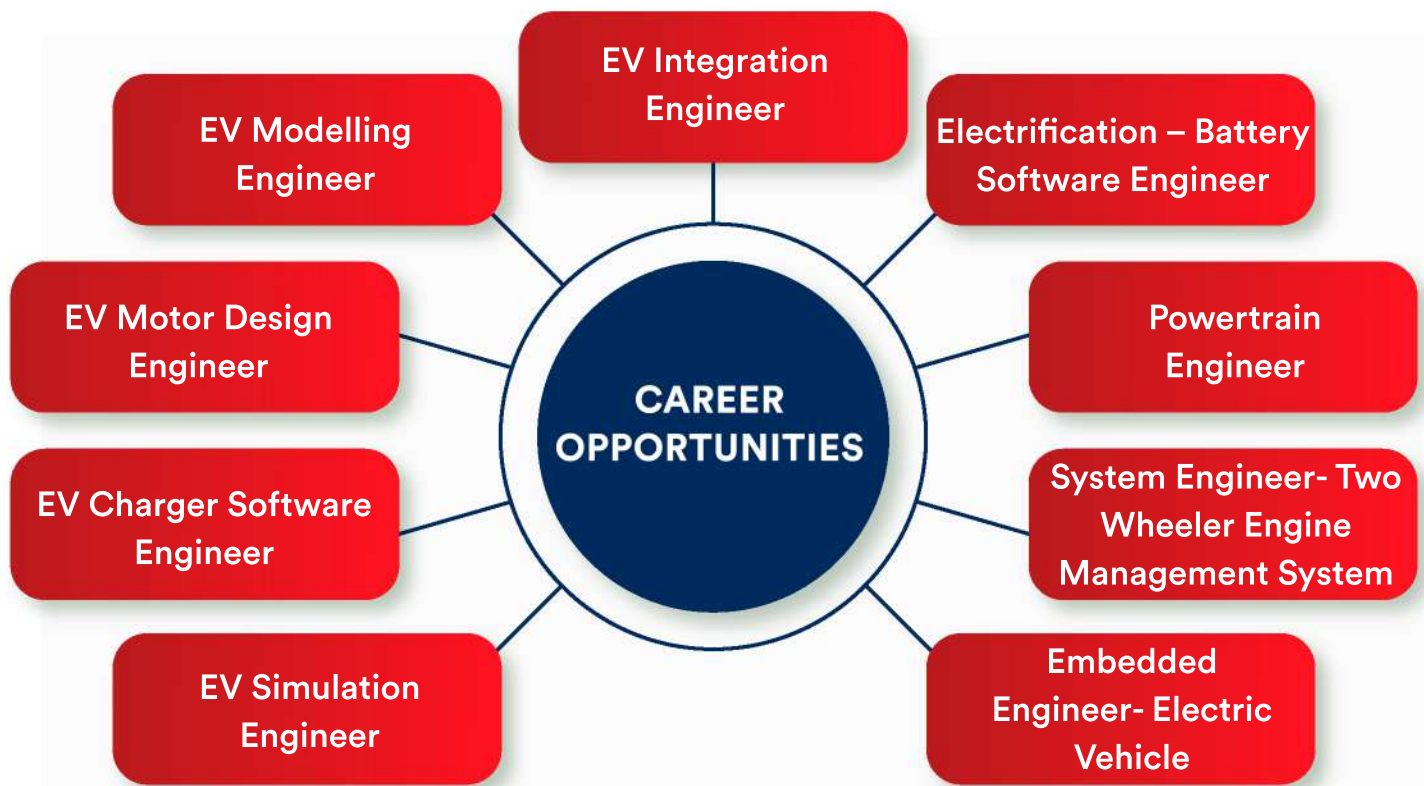 EV Integration
Engineer
EV Modelling
Engineer
Electrification – Battery
Software Engineer
EV Motor Design
Engineer
Powertrain
Engineer
CAREER
OPPORTUNITIES
EV Charger Software
Engineer
System Engineer- Two
Wheeler Engine
Management System
EV Simulation
Engineer
Embedded
Engineer- Electric
Vehicle